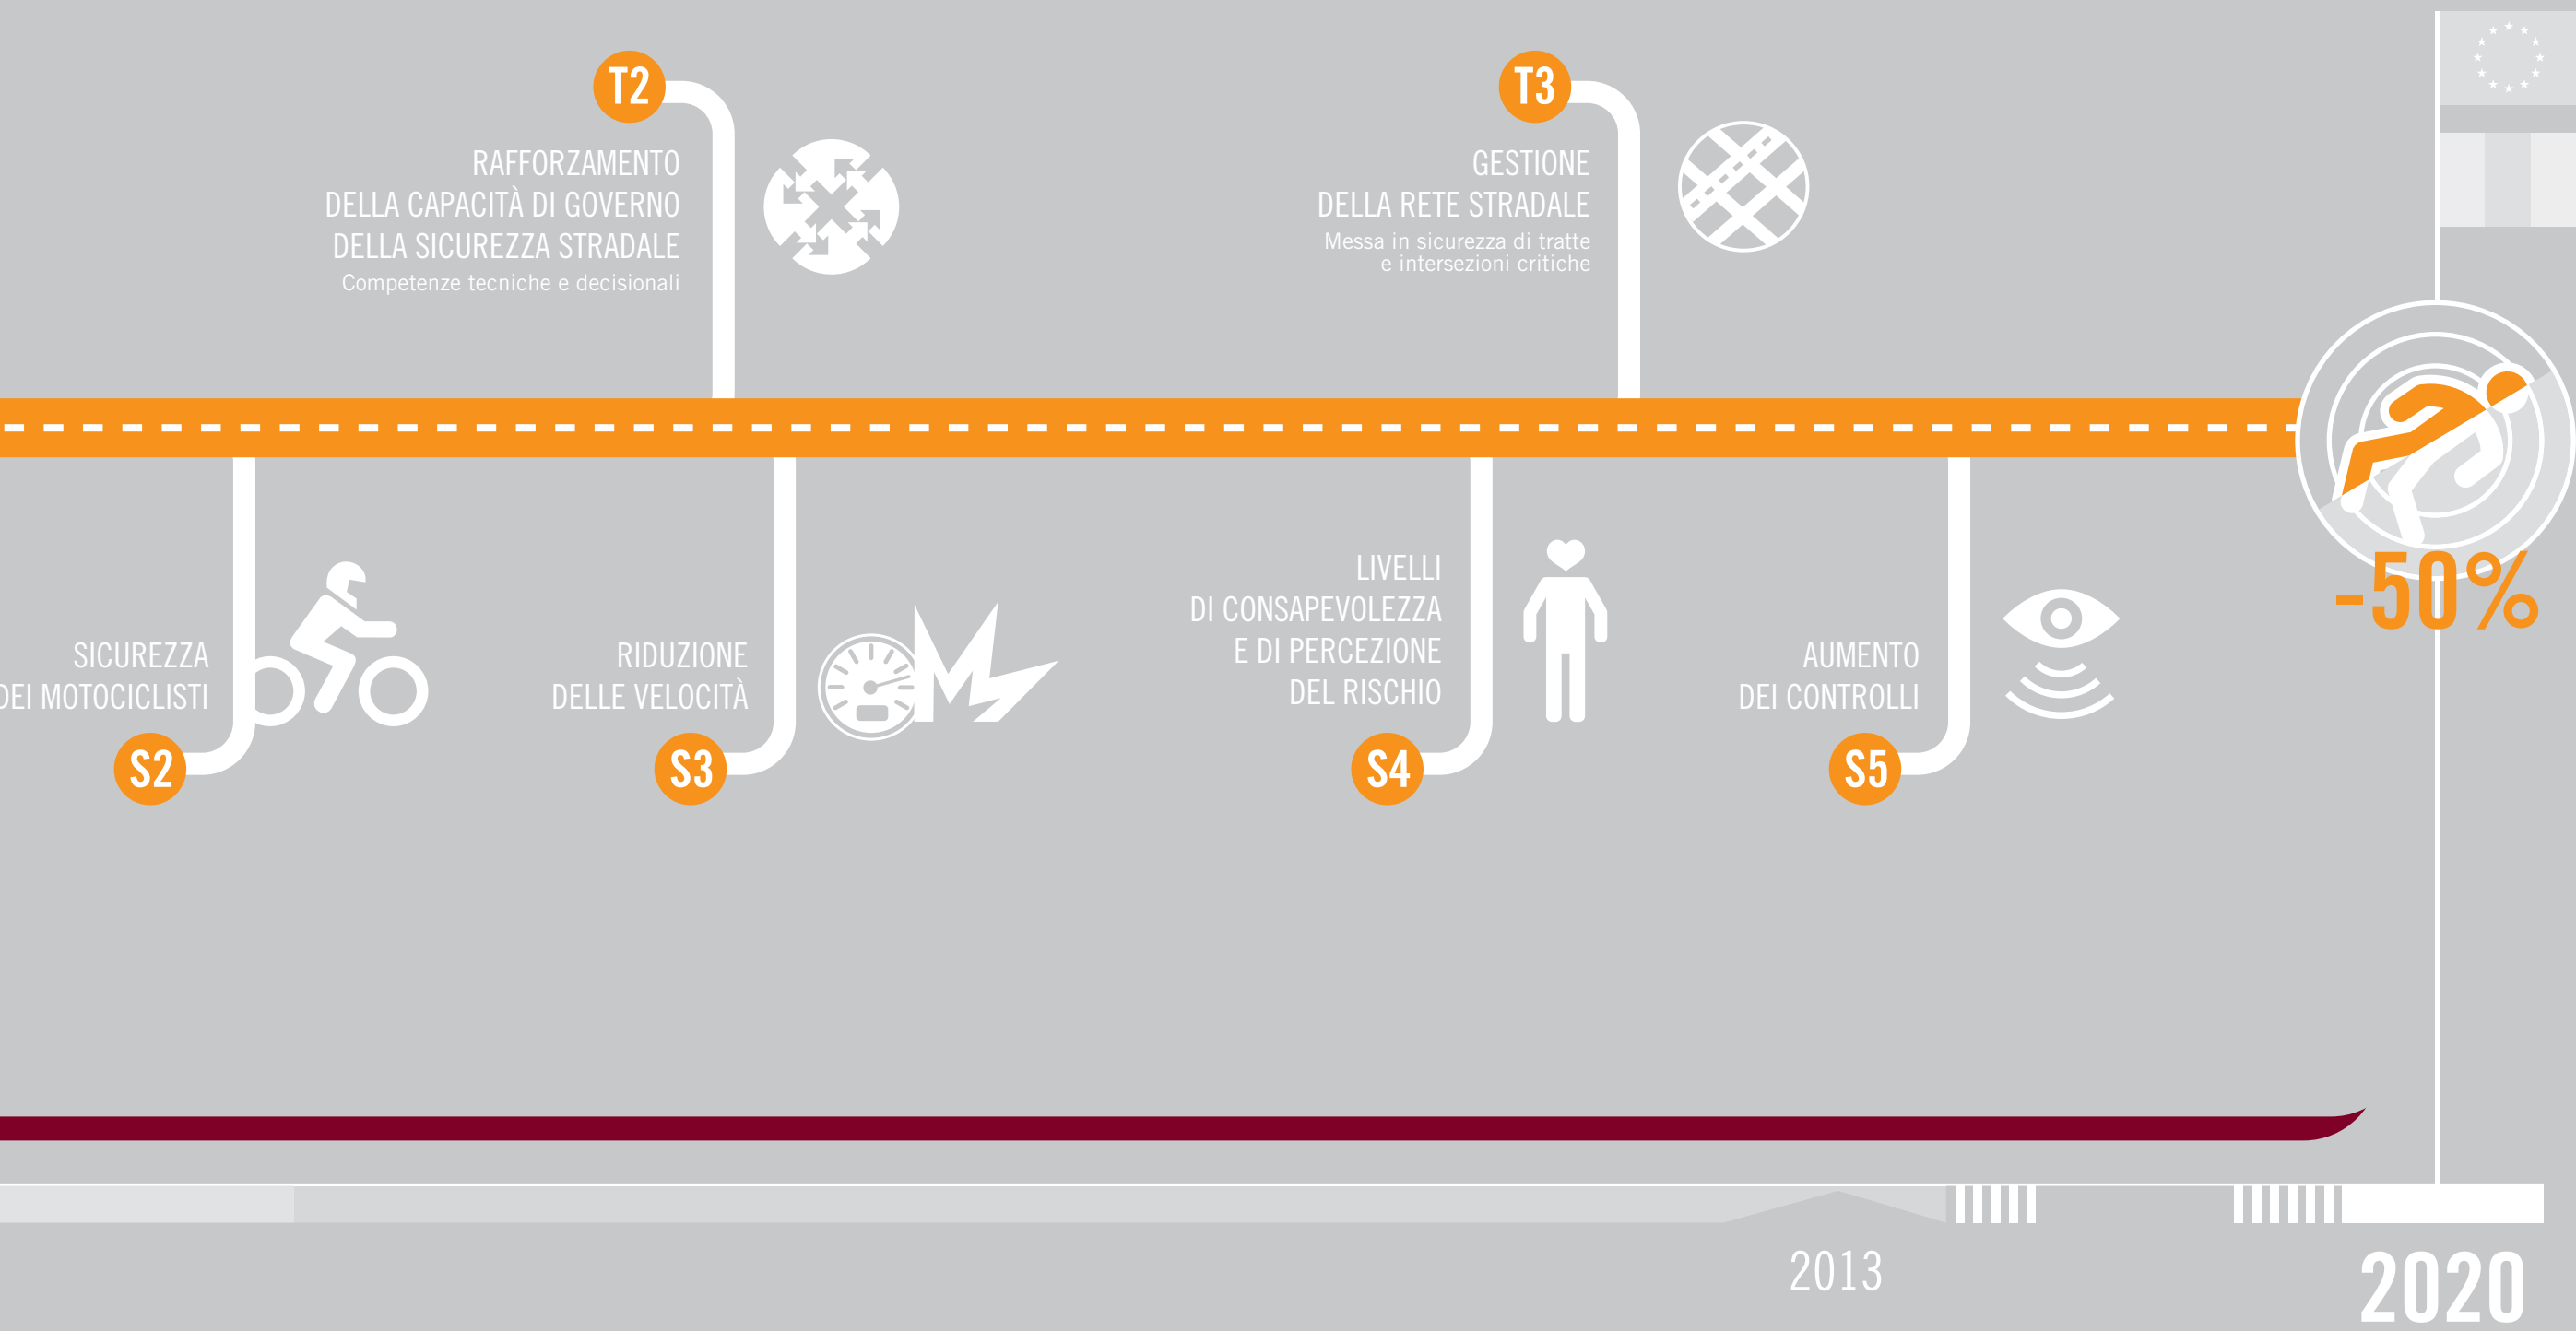 T2
RAFFORZAMENTO
DELLA CAPACITÀ DI GOVERNO
DELLA SICUREZZA STRADALE
Competenze tecniche e decisionali
T3
GESTIONE
DELLA RETE STRADALE
Messa in sicurezza di tratte
e intersezioni critiche
SICUREZZA
DEI MOTOCICLISTI
S2
RIDUZIONE
DELLE VELOCITÀ
S3
LIVELLI
DI CONSAPEVOLEZZA
E DI PERCEZIONE
DEL RISCHIO
S4
AUMENTO
DEI CONTROLLI
S5
-50%
2013
2020